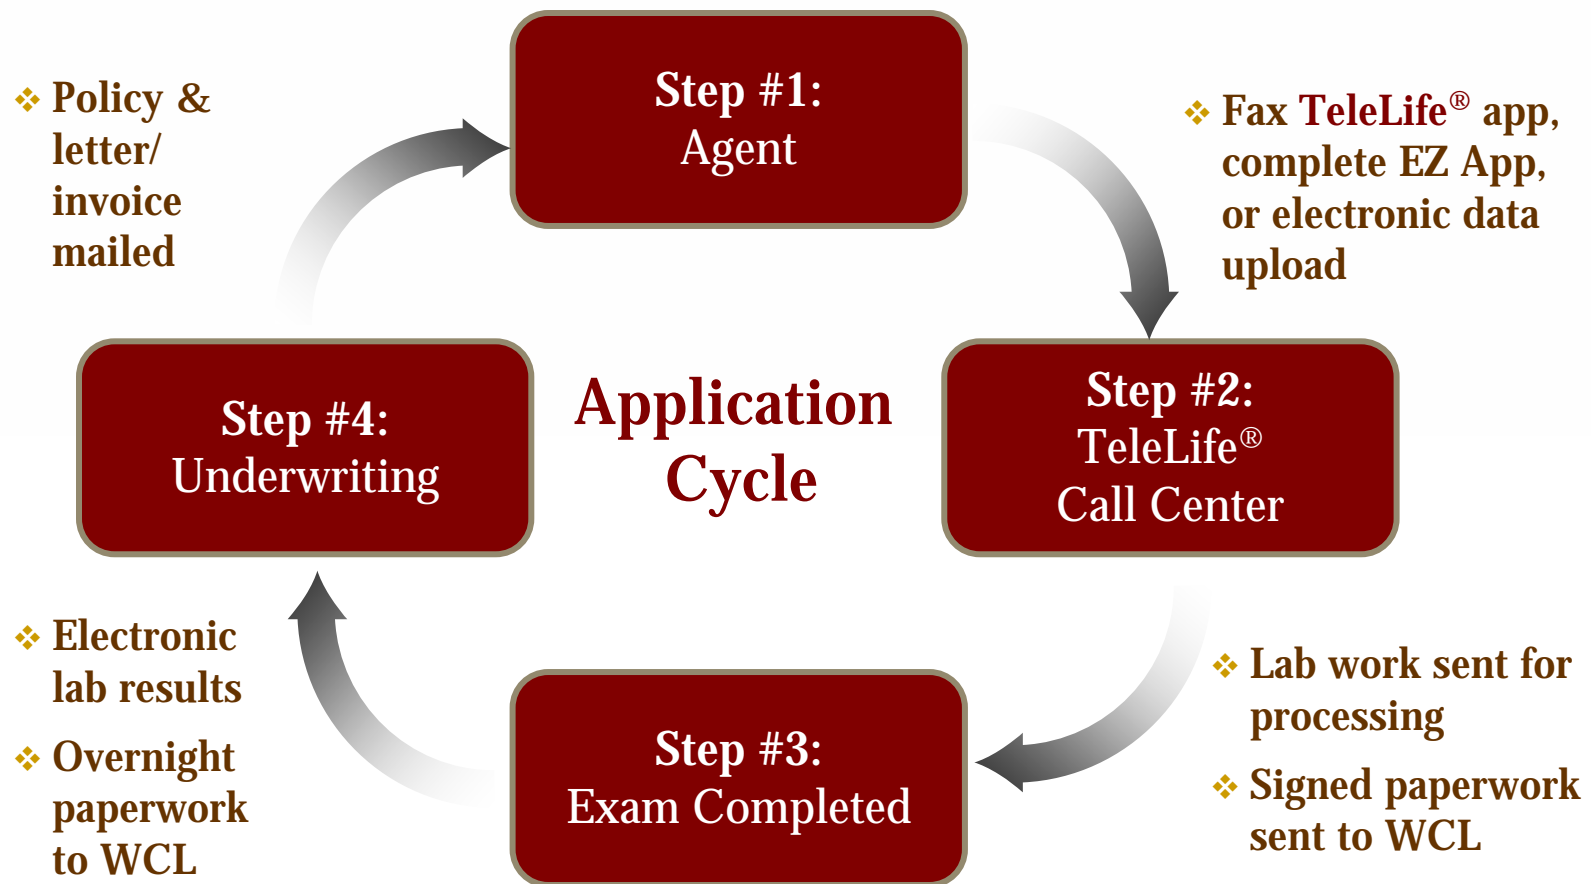 Step #1:
Agent
❖ Fax TeleLife® app,
complete EZ App,
or electronic data
upload
Step #2:
TeleLife®
Call Center
❖ Lab work sent for
processing
❖ Signed paperwork
sent to WCL
Step #3:
Exam Completed
❖ Electronic
lab results
❖ Overnight
paperwork
to WCL
Step #4:
Underwriting
❖ Policy &
letter/
invoice
mailed
Application
Cycle